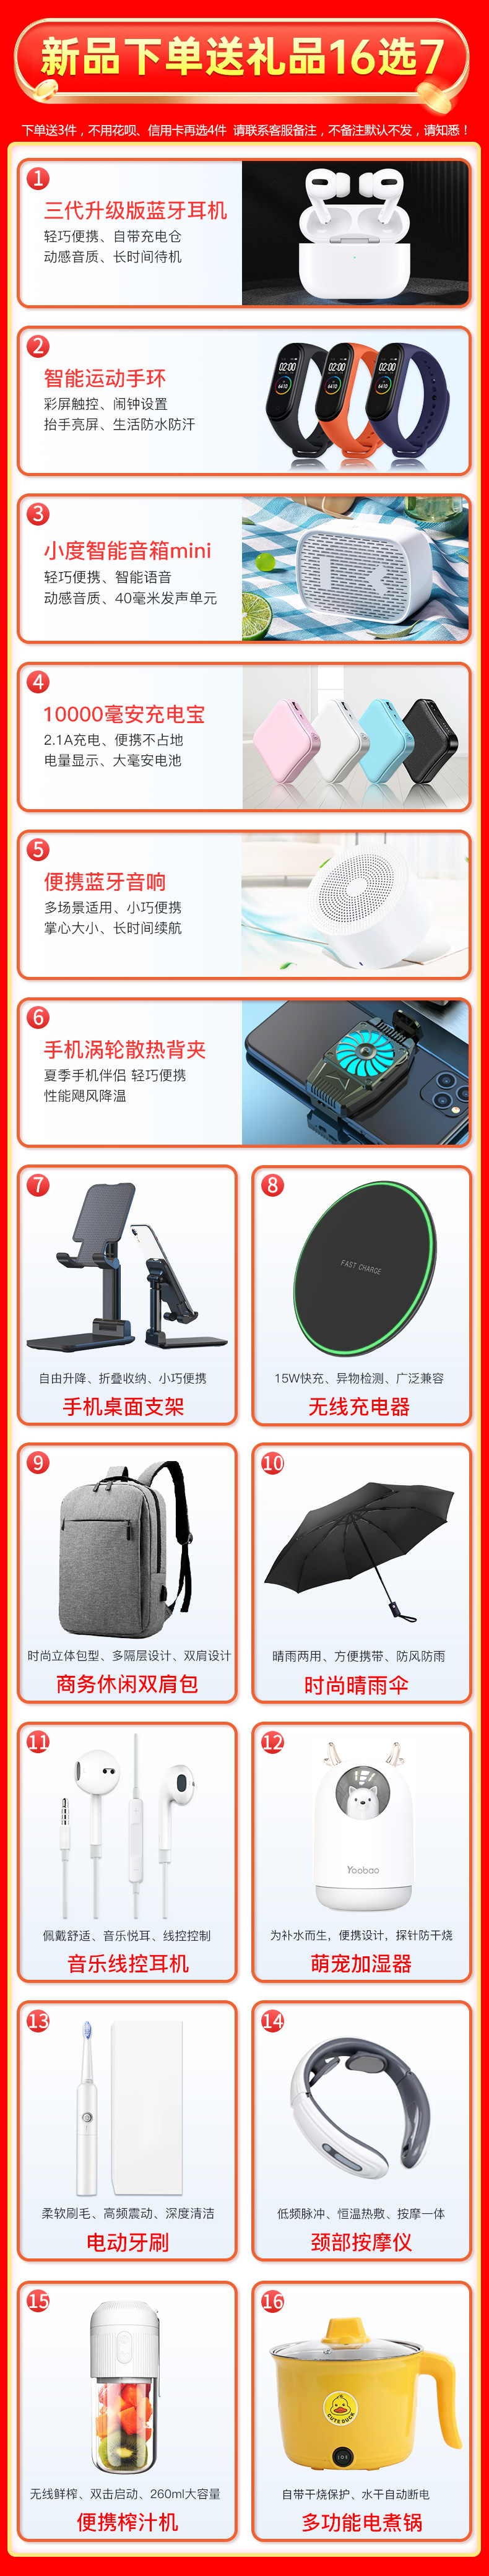 新品下单送礼品16选7
下单送3件，不用花呗、信用卡再选4件 请联系客服备注，不备注默认不发，请知悉！
1
三代升级版蓝牙耳机
轻巧便携、自带充电仓
动感音质、长时间待机
2
智能运动手环
彩屏触控、闹钟设置
抬手亮屏、生活防水防汗
02:00
02:00
02:00
6410
6410
6410
3
小度智能音箱mini
轻巧便携、智能语音
动感音质、40毫米发声单元
4
10000毫安充电宝
2.1A充电、便携不占地
电量显示、大毫安电池
5
便携蓝牙音响
多场景适用、小巧便携
掌心大小、长时间续航
6
手机涡轮散热背夹
夏季手机伴侣 轻巧便携
性能飓风降温
7
自由升降、折叠收纳、小巧便携
手机桌面支架
8
FAST CHARGE
15W快充、异物检测、广泛兼容
无线充电器
9
时尚立体包型、多隔层设计、双肩设计
商务休闲双肩包
10
晴雨两用、方便携带、防风防雨
时尚晴雨伞
11
佩戴舒适、音乐悦耳、线控控制
音乐线控耳机
12
Yoobao
为补水而生，便携设计，探针防干烧
萌宠加湿器
13
柔软刷毛、高频震动、深度清洁
电动牙刷
14
低频脉冲、恒温热敷、按摩一体
颈部按摩仪
15
无线鲜榨、双击启动、260ml大容量
便携榨汁机
16
CUTE DUCK
自带干烧保护、水干自动断电
多功能电煮锅